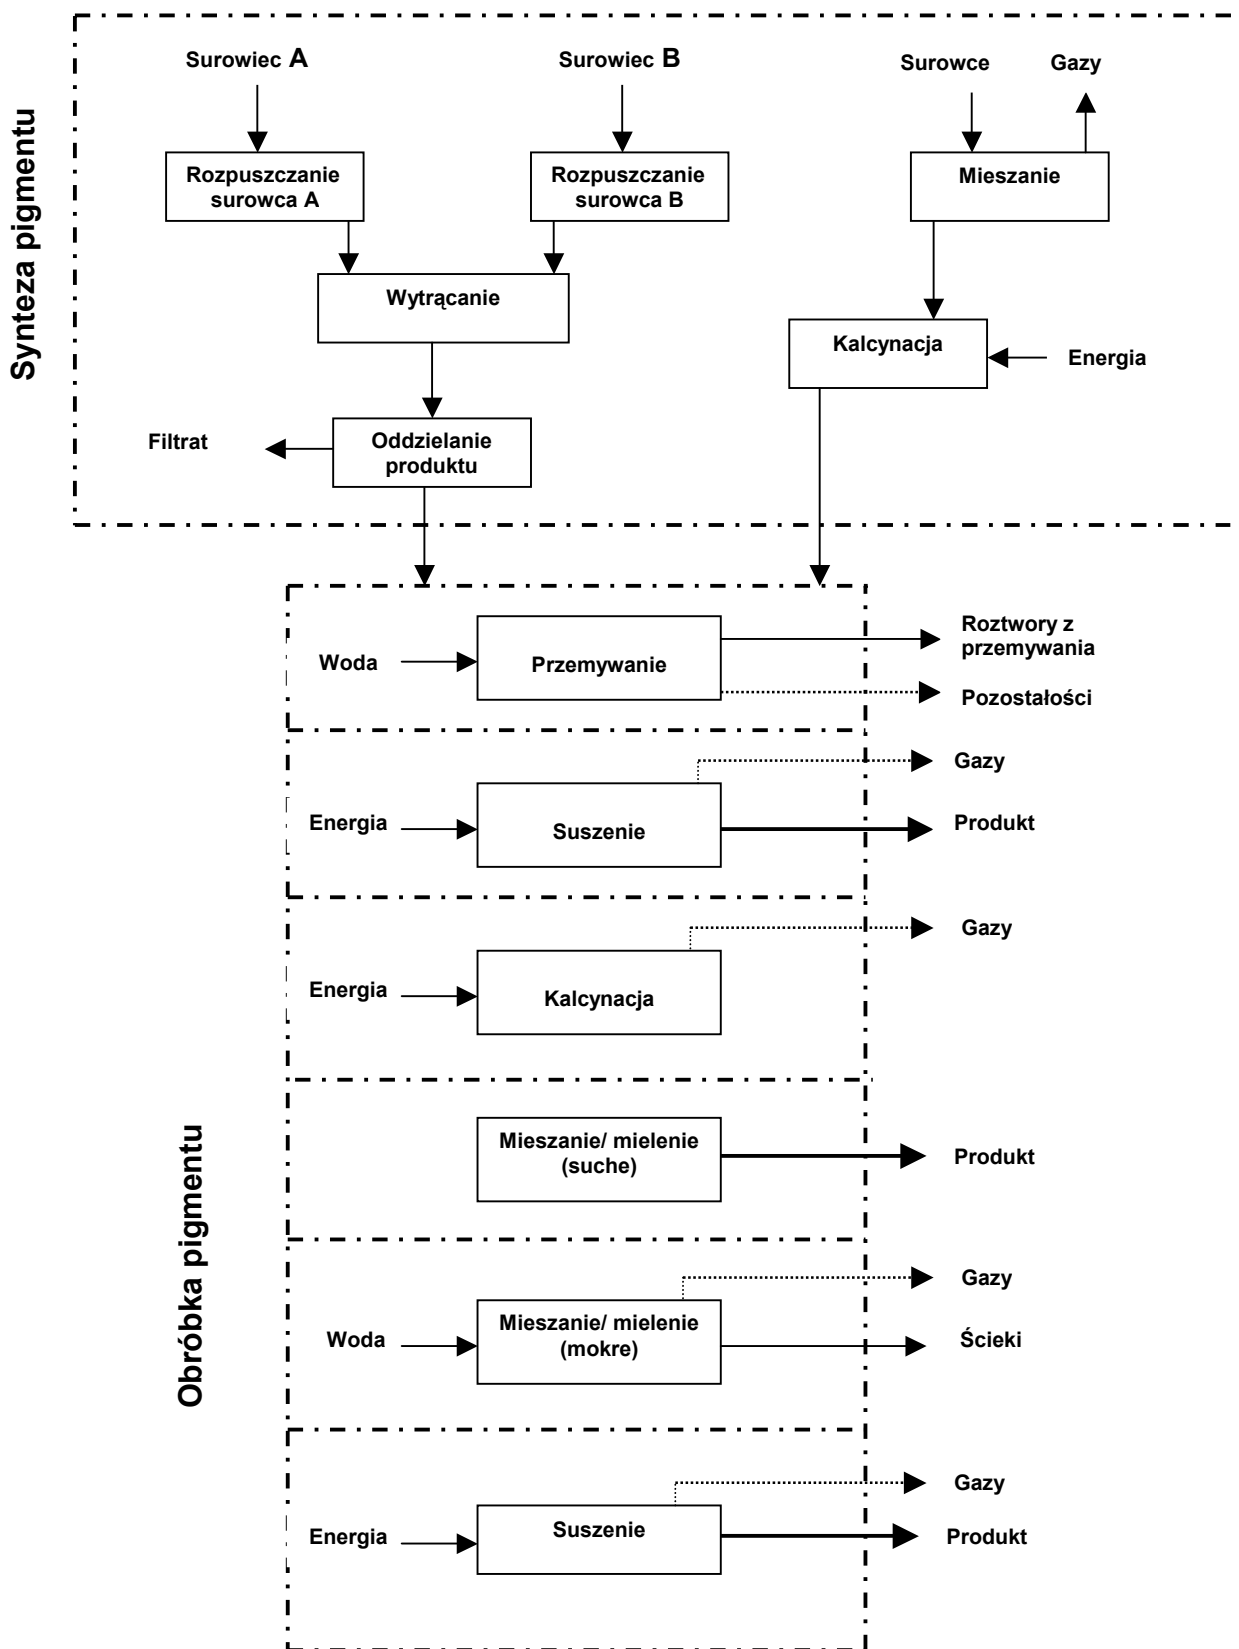 Synteza pigmentu
Surowiec A
Surowiec B
Surowce
Gazy
Rozpuszczanie
surowca A
Rozpuszczanie
surowca B
Mieszanie
Wytrącanie
Kalcynacja
Energia
Filtrat
Oddzielanie
produktu
Obróbka pigmentu
Woda
Przemywanie
Roztwory z
przemywania
Pozostałości
Gazy
Energia
Suszenie
Produkt
Gazy
Energia
Kalcynacja
Mieszanie/ mielenie
(suche)
Produkt
Gazy
Woda
Mieszanie/ mielenie
(mokre)
Ścieki
Gazy
Energia
Suszenie
Produkt